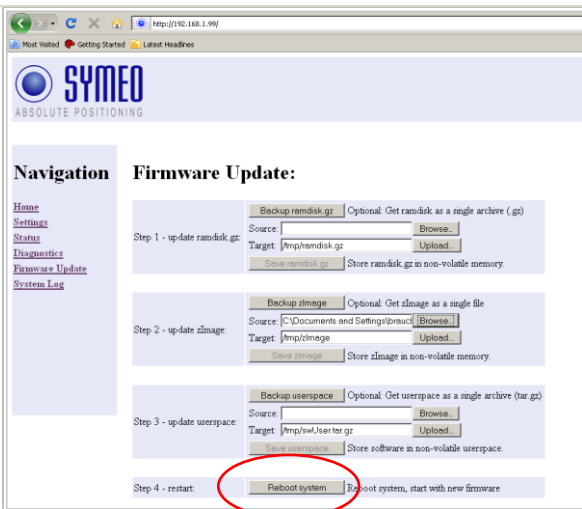 http://192.168.1.99/
Most Visited Getting Started Latest Headlines
SYMEO
ABSOLUTE POSITIONING
Navigation
Home
Settings
Status
Diagnostics
Firmware Update
System Log
Firmware Update:
Step 1 - update ramdisk.gz:
Backup ramdisk.gz Optional: Get ramdisk as a single archive (.gz)
Source: Browse..
Target: /tmp/ramdisk.gz Upload...
Save ramdisk.gz Store ramdisk.gz in non-volatile memory.
Step 2 - update zImage:
Backup zImage Optional: Get zImage as a single file
Source: C:\Documents and Settings\braucl Browse..
Target: /tmp/zImage Upload...
Save zImage Store zImage in non-volatile memory.
Step 3 - update userspace:
Backup userspace Optional: Get userspace as a single archive (tar.gz)
Source: Browse..
Target: /tmp/swUser.tar.gz Upload...
Save userspace Store software in non-volatile userspace.
Step 4 - restart: Reboot system Reboot system, start with new firmware